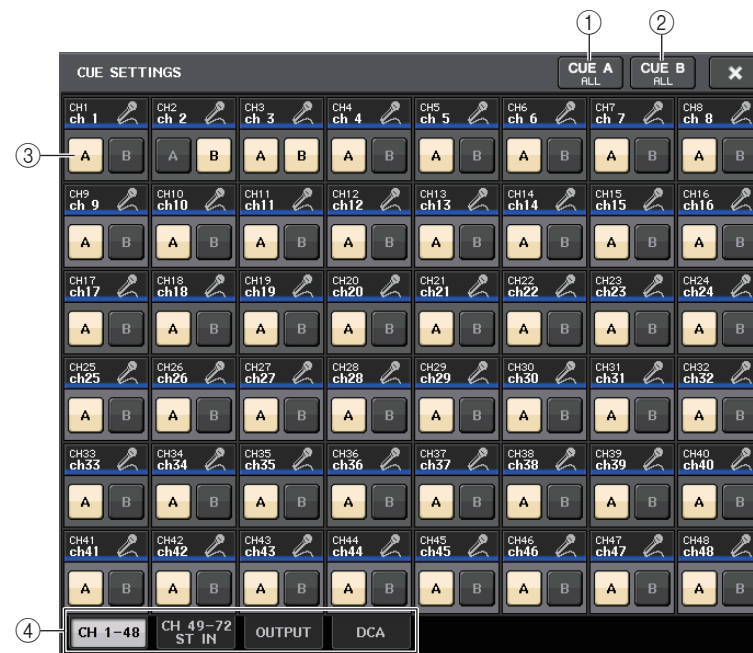 ① ②
CUE SETTINGS CUE A CUE B ×
ALL ALL
CH1 CH2 CH3 CH4 CH5 CH6 CH7 CH8
ch 1 ch 2 ch 3 ch 4 ch 5 ch 6 ch 7 ch 8
③ A B A B A B A B A B A B A B A B
CH9 CH10 CH11 CH12 CH13 CH14 CH15 CH16
ch 9 ch10 ch11 ch12 ch13 ch14 ch15 ch16
A B A B A B A B A B A B A B A B
CH17 CH18 CH19 CH20 CH21 CH22 CH23 CH24
ch17 ch18 ch19 ch20 ch21 ch22 ch23 ch24
A B A B A B A B A B A B A B A B
CH25 CH26 CH27 CH28 CH29 CH30 CH31 CH32
ch25 ch26 ch27 ch28 ch29 ch30 ch31 ch32
A B A B A B A B A B A B A B A B
CH33 CH34 CH35 CH36 CH37 CH38 CH39 CH40
ch33 ch34 ch35 ch36 ch37 ch38 ch39 ch40
A B A B A B A B A B A B A B A B
CH41 CH42 CH43 CH44 CH45 CH46 CH47 CH48
ch41 ch42 ch43 ch44 ch45 ch46 ch47 ch48
A B A B A B A B A B A B A B A B
④ CH 1-48 CH 49-72 OUTPUT DCA
ST IN